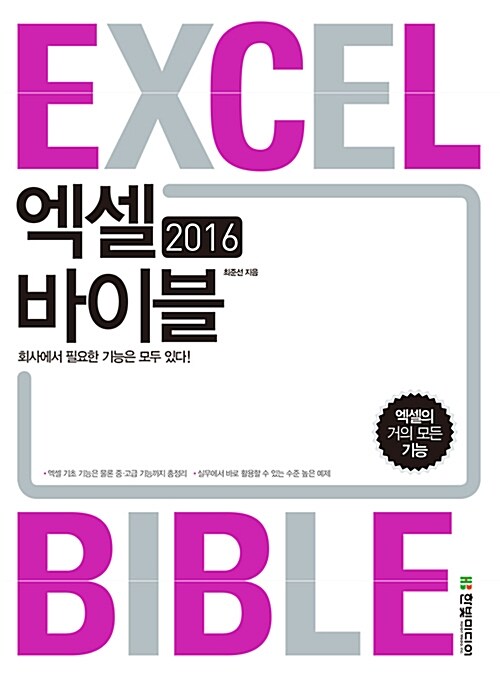 EXCEL
엑셀 2016
바이블
최준선 지음
회사에서 필요한 기능은 모두 있다!
엑셀의
거의 모든
기능
• 엑셀 기초 기능은 물론 중·고급 기능까지 총정리 • 실무에서 바로 활용할 수 있는 수준 높은 예제
BIBLE
HB 한빛미디어